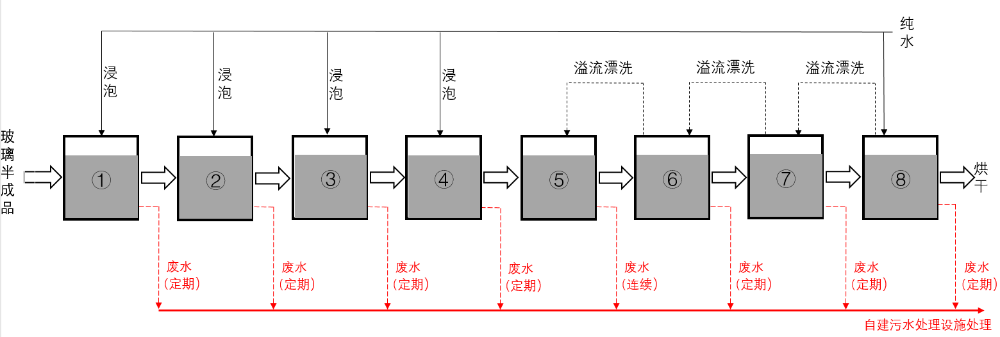 纯水
浸泡
浸泡
浸泡
浸泡
溢流漂洗
溢流漂洗
溢流漂洗
玻璃半成品
①
②
③
④
⑤
⑥
⑦
⑧
烘干
废水
（定期）
废水
（定期）
废水
（定期）
废水
（定期）
废水
（连续）
废水
（定期）
废水
（定期）
废水
（定期）
自建污水处理设施处理